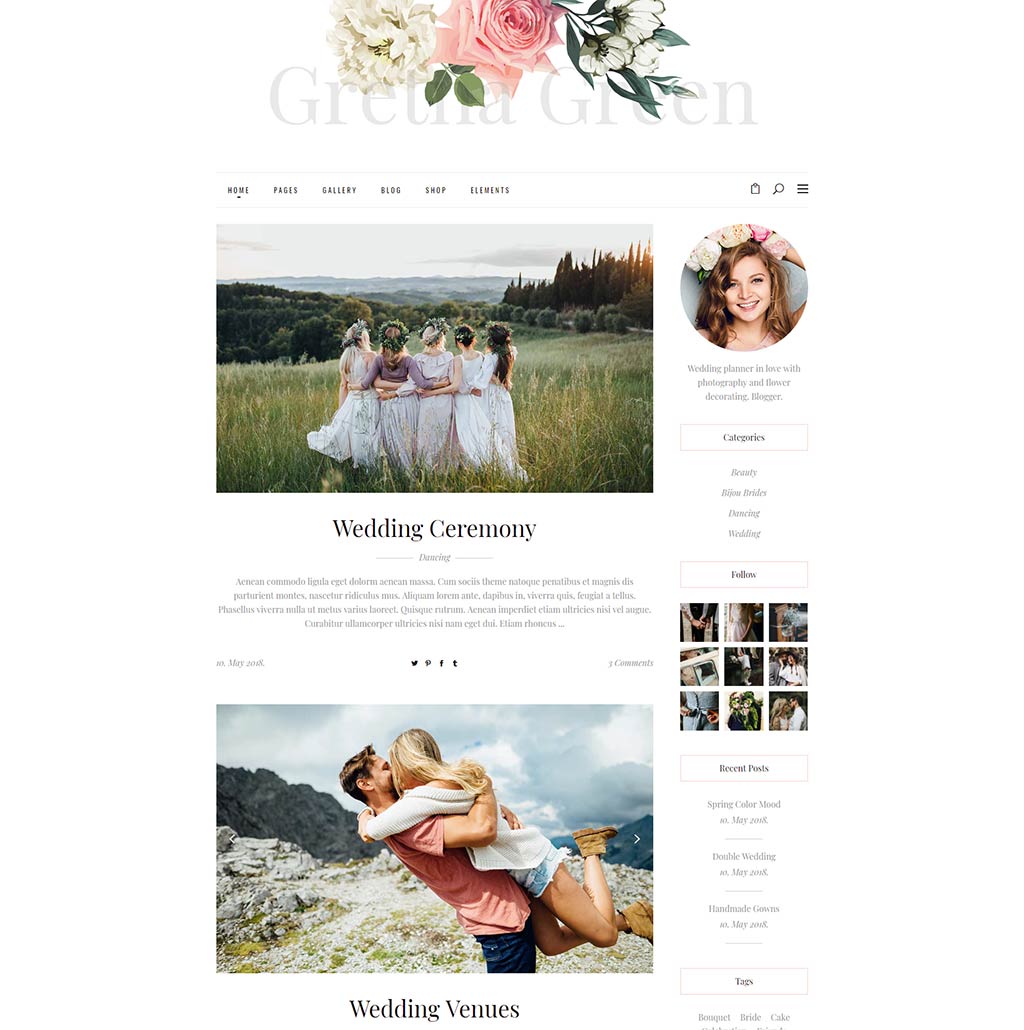 Gretna Green
HOME PAGES GALLERY BLOG SHOP ELEMENTS
Wedding Ceremony
Dancing
Aenean commodo ligula eget dolorm aenean massa. Cum sociis theme natoque penatibus et magnis dis
parturient montes, nascetur ridiculus mus. Aliquam lorem ante, dapibus in, viverra quis, feugiat a tellus.
Phasellus viverra nulla ut metus varius laoreet. Quisque rutrum. Aenean imperdiet etiam ultricies nisi vel augue.
Curabitur ullamcorper ultricies nisi nam eget dui. Etiam rhoncus ...
10. May 2018.
3 Comments
Wedding Venues
Wedding planner in love with
photography and flower
decorating. Blogger.
Categories
Beauty
Bijou Brides
Dancing
Wedding
Follow
Recent Posts
Spring Color Mood
10. May 2018.
Double Wedding
10. May 2018.
Handmade Gowns
10. May 2018.
Tags
Bouquet Bride Cake